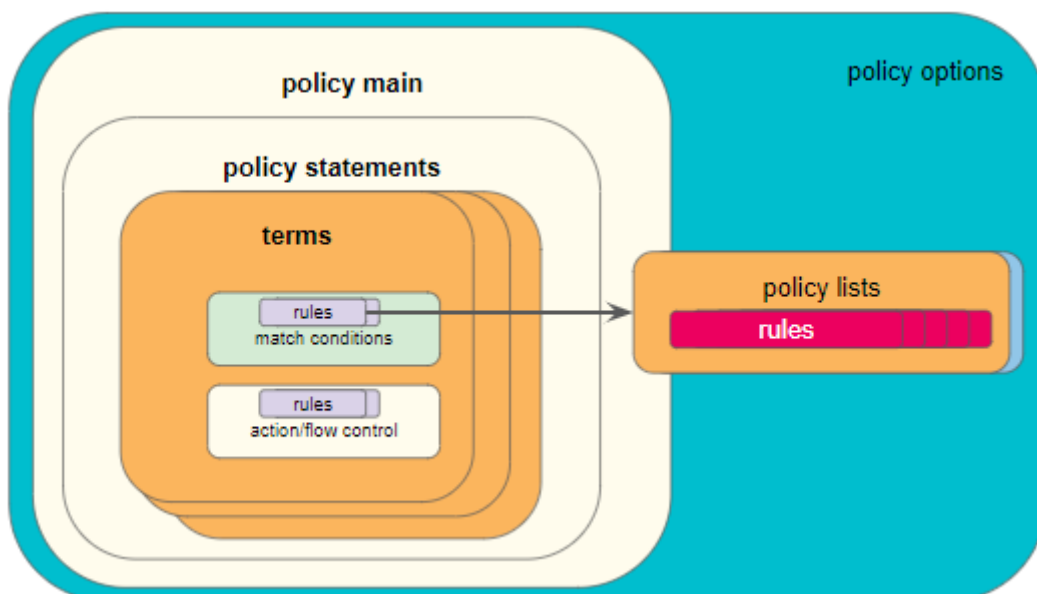 policy options
policy main
policy statements
terms
rules
match conditions
rules
action/flow control
policy lists
rules